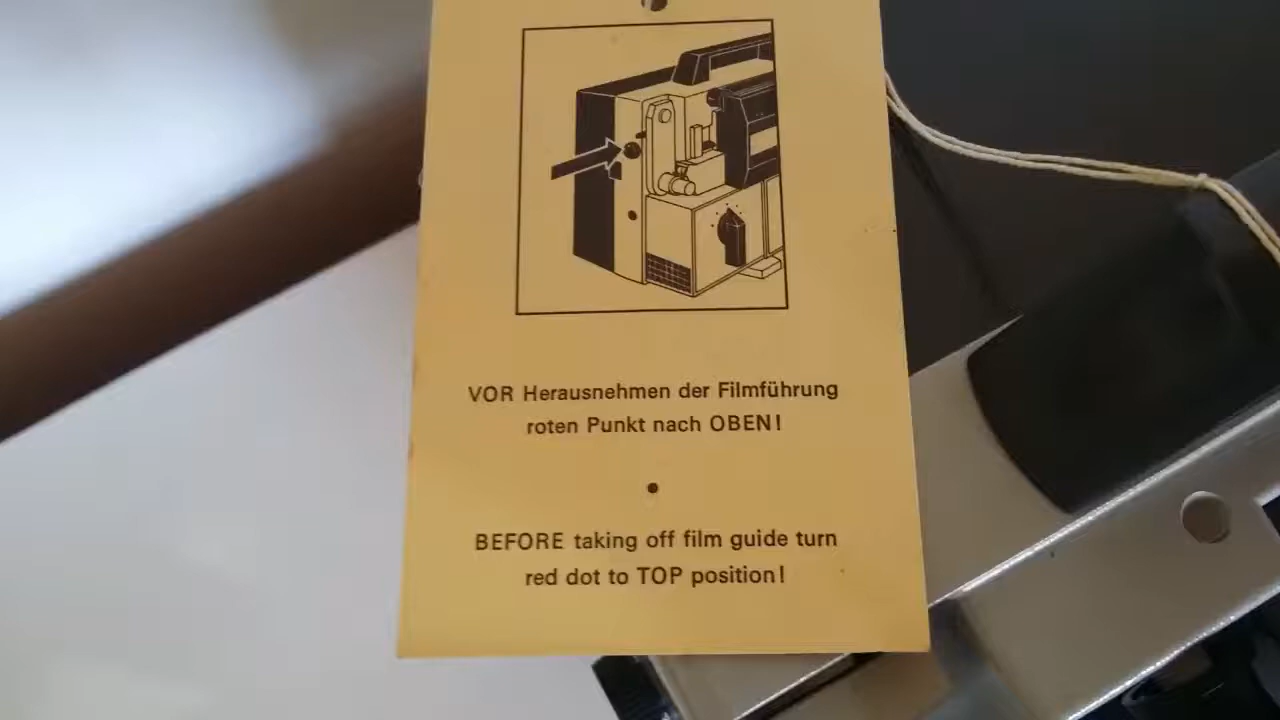 VOR Herausnehmen der Filmführung
roten Punkt nach OBEN!
BEFORE taking off film guide turn
red dot to TOP position!